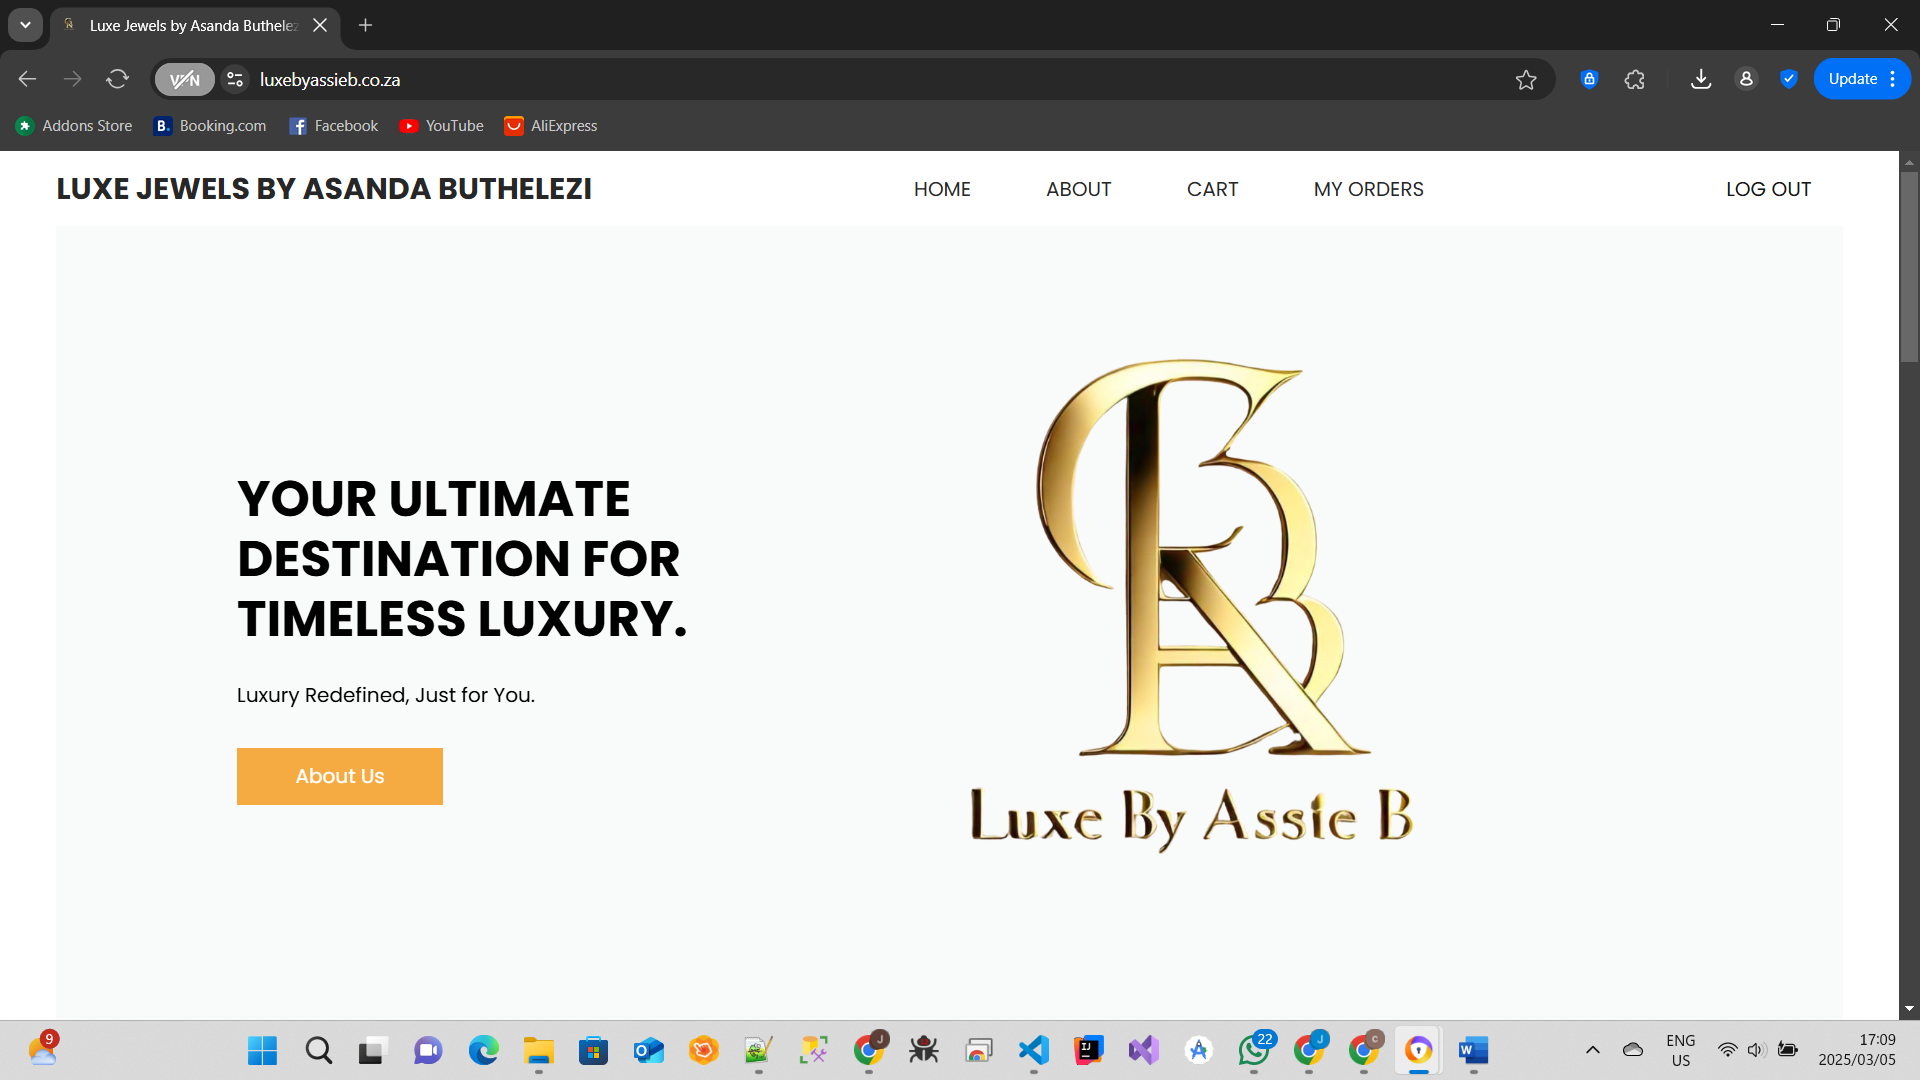 Luxe Jewels by Asanda Buthelez
VPN
luxebyassieb.co.za
Update
Addons Store
Booking.com
Facebook
YouTube
AliExpress
LUXE JEWELS BY ASANDA BUTHELEZI
HOME
ABOUT
CART
MY ORDERS
LOG OUT
YOUR ULTIMATE
DESTINATION FOR
TIMELESS LUXURY.
Luxury Redefined, Just for You.
About Us
Luxe By Assie B
9
J
22
J
C
ENG
US
17:09
2025/03/05